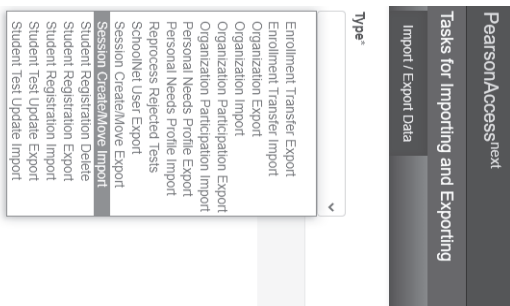 PearsonAccessnext
Tasks for Importing and Exporting
Import / Export Data
Type*
Enrollment Transfer Export
Enrollment Transfer Import
Organization Export
Organization Import
Organization Participation Export
Organization Participation Import
Personal Needs Profile Export
Personal Needs Profile Import
Reprocess Rejected Tests
SchoolNet User Export
Session Create/Move Export
Session Create/Move Import
Student Registration Delete
Student Registration Export
Student Registration Import
Student Test Update Export
Student Test Update Import